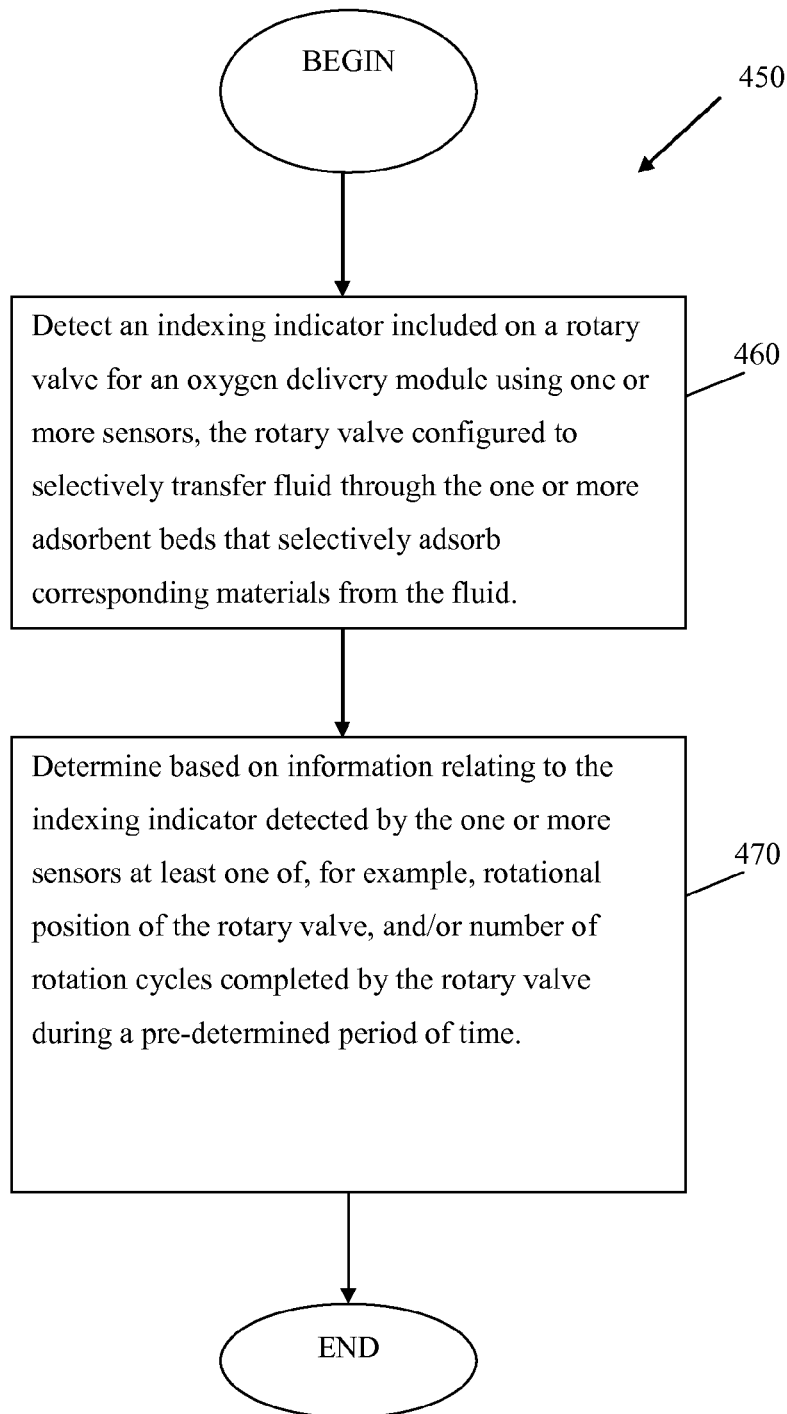 BEGIN
450
Detect an indexing indicator included on a rotary
valve for an oxygen delivery module using one or
more sensors, the rotary valve configured to
selectively transfer fluid through the one or more
adsorbent beds that selectively adsorb
corresponding materials from the fluid.
460
Determine based on information relating to the
indexing indicator detected by the one or more
sensors at least one of, for example, rotational
position of the rotary valve, and/or number of
rotation cycles completed by the rotary valve
during a pre-determined period of time.
470
END